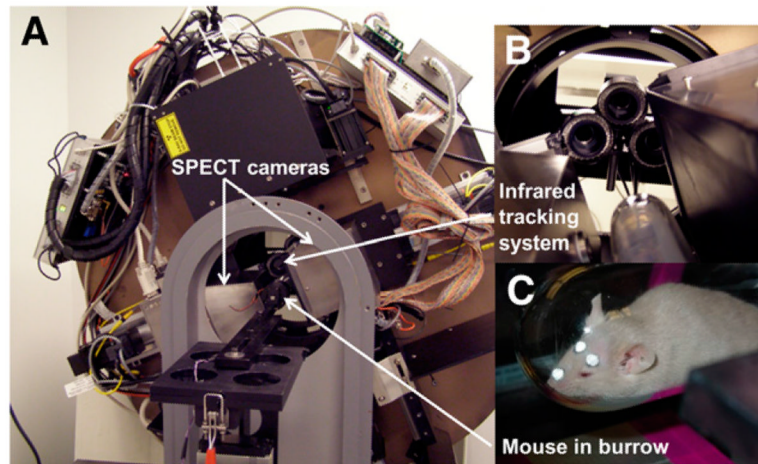 A
B
SPECT cameras
Infrared
tracking
system
C
Mouse in burrow